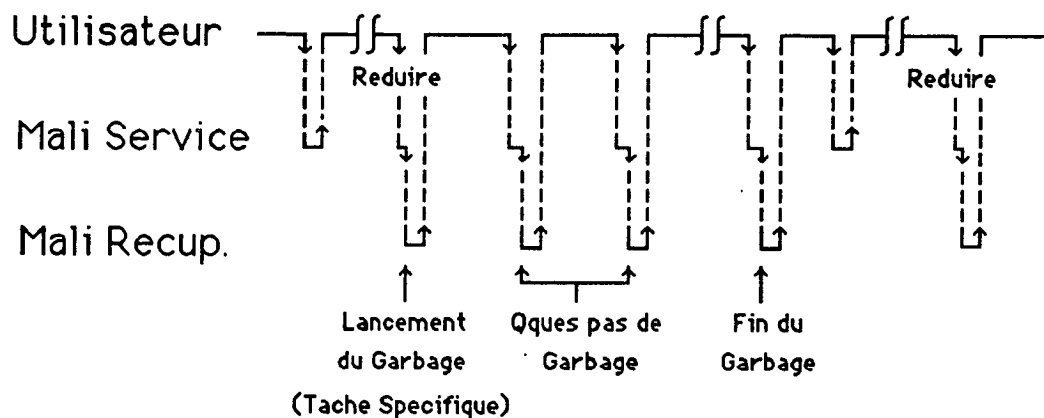 Utilisateur
Reduire
Reduire
Mali Service
Mali Recup.
Lancement
du Garbage
(Tache Specifique)
Qques pas de
Garbage
Fin du
Garbage